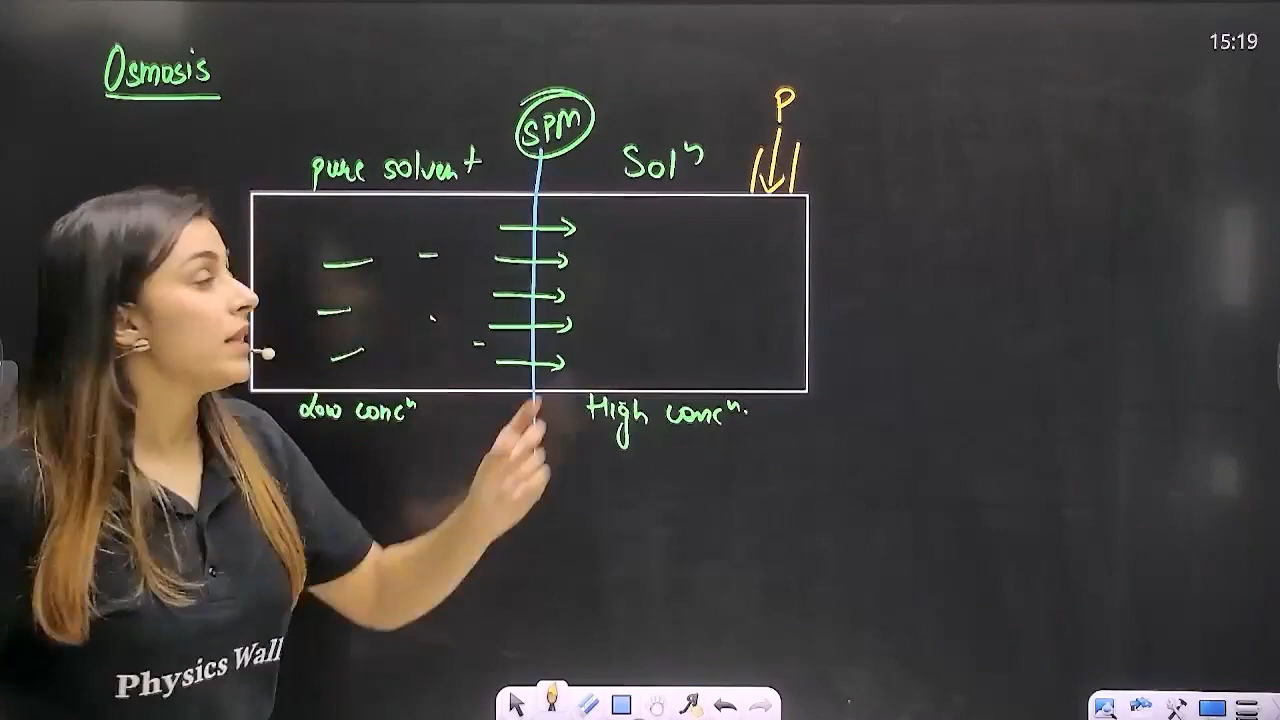 15:19
Osmosis
P
SPM
pure solvent
Solⁿ
Low concⁿ
High concⁿ.
Physics Wall